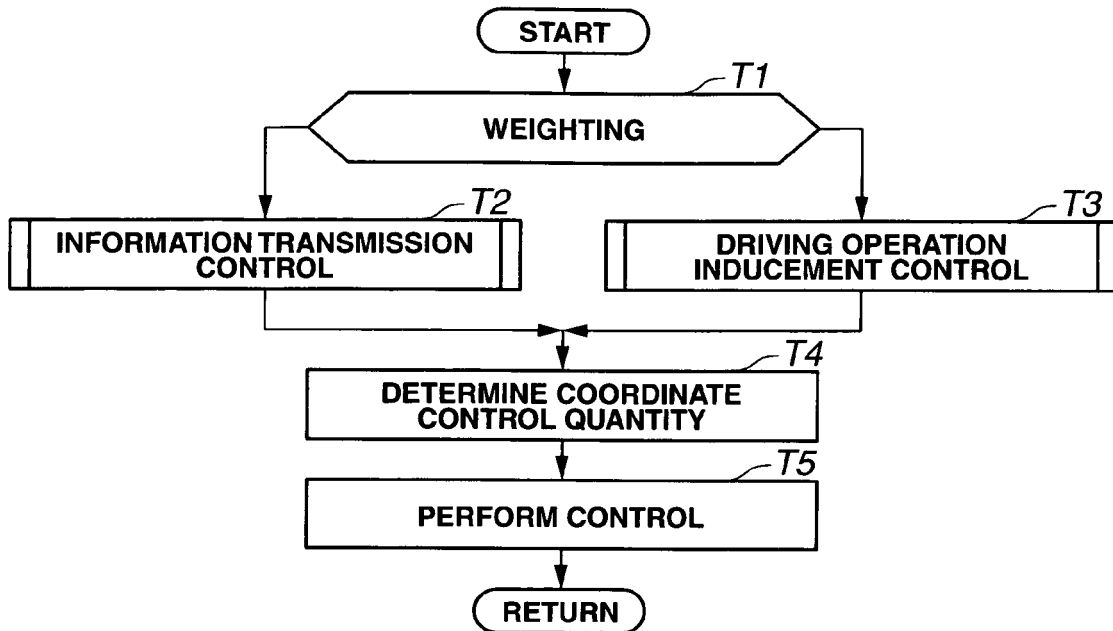 START
T1
WEIGHTING
T2
INFORMATION TRANSMISSION
CONTROL
T3
DRIVING OPERATION
INDUCEMENT CONTROL
T4
DETERMINE COORDINATE
CONTROL QUANTITY
T5
PERFORM CONTROL
RETURN